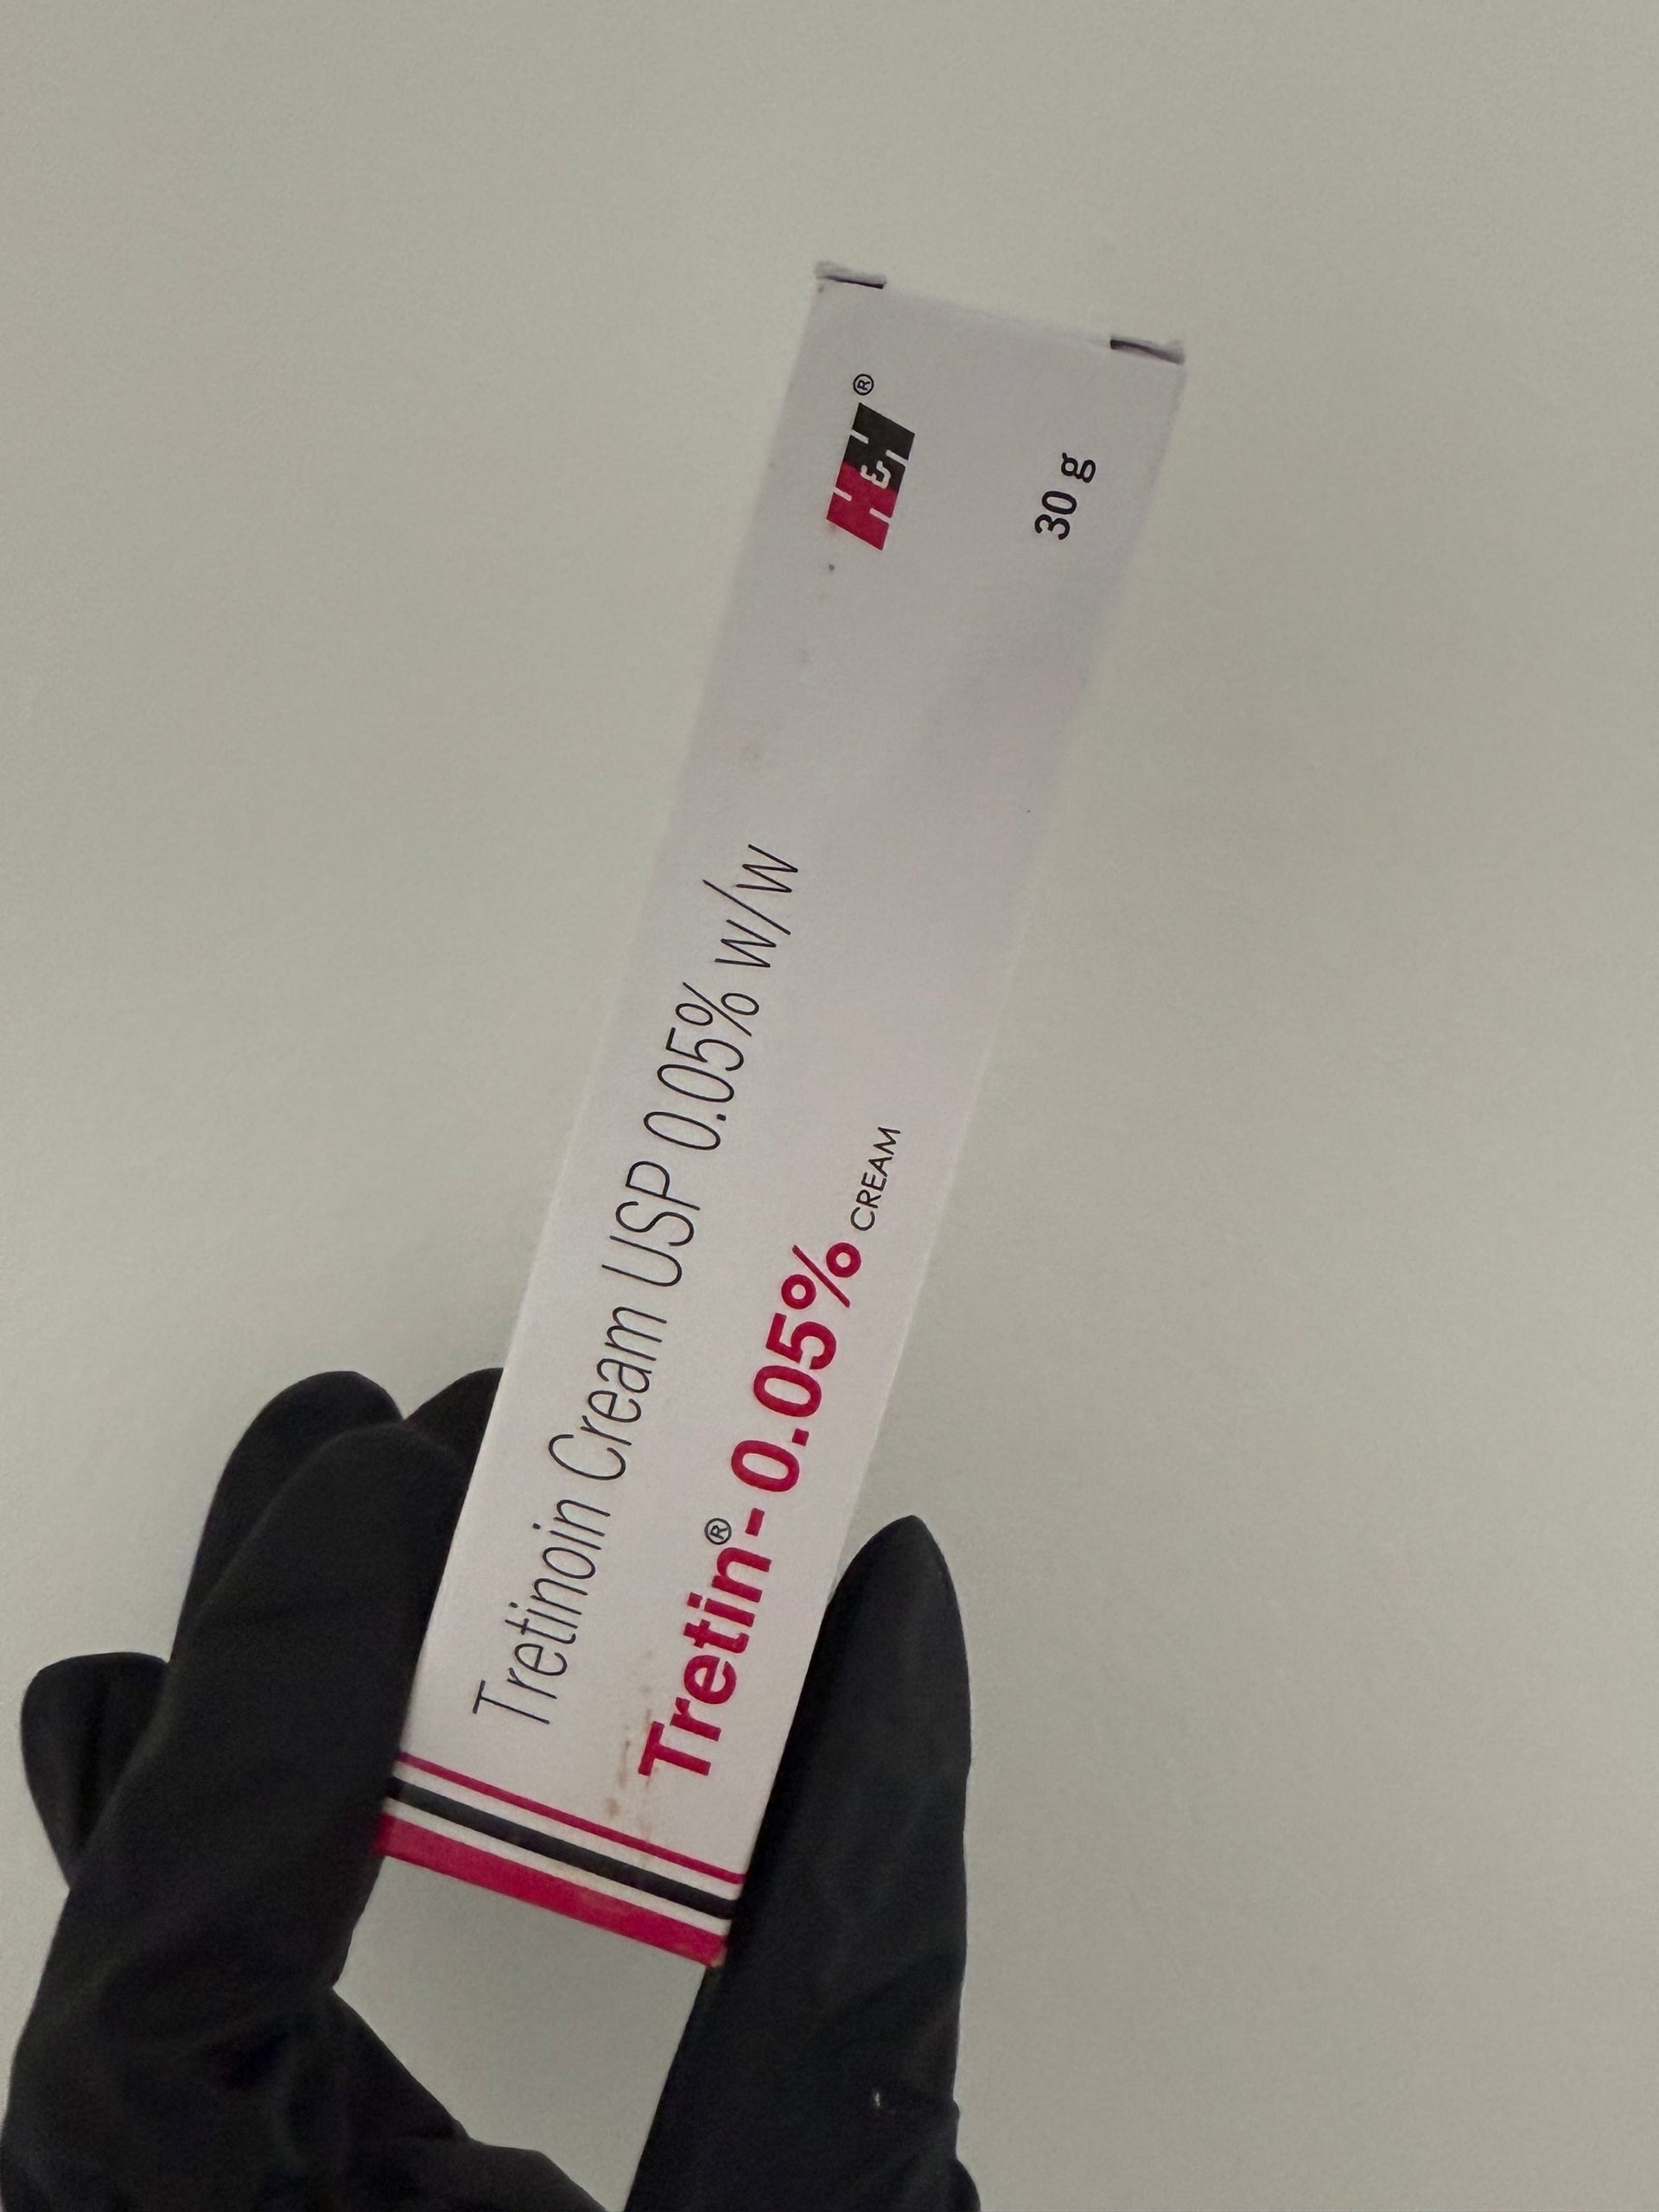 Tretinoin Cream USP 0.05% w/w
Tretin®-0.05% CREAM
H&H®
30 g